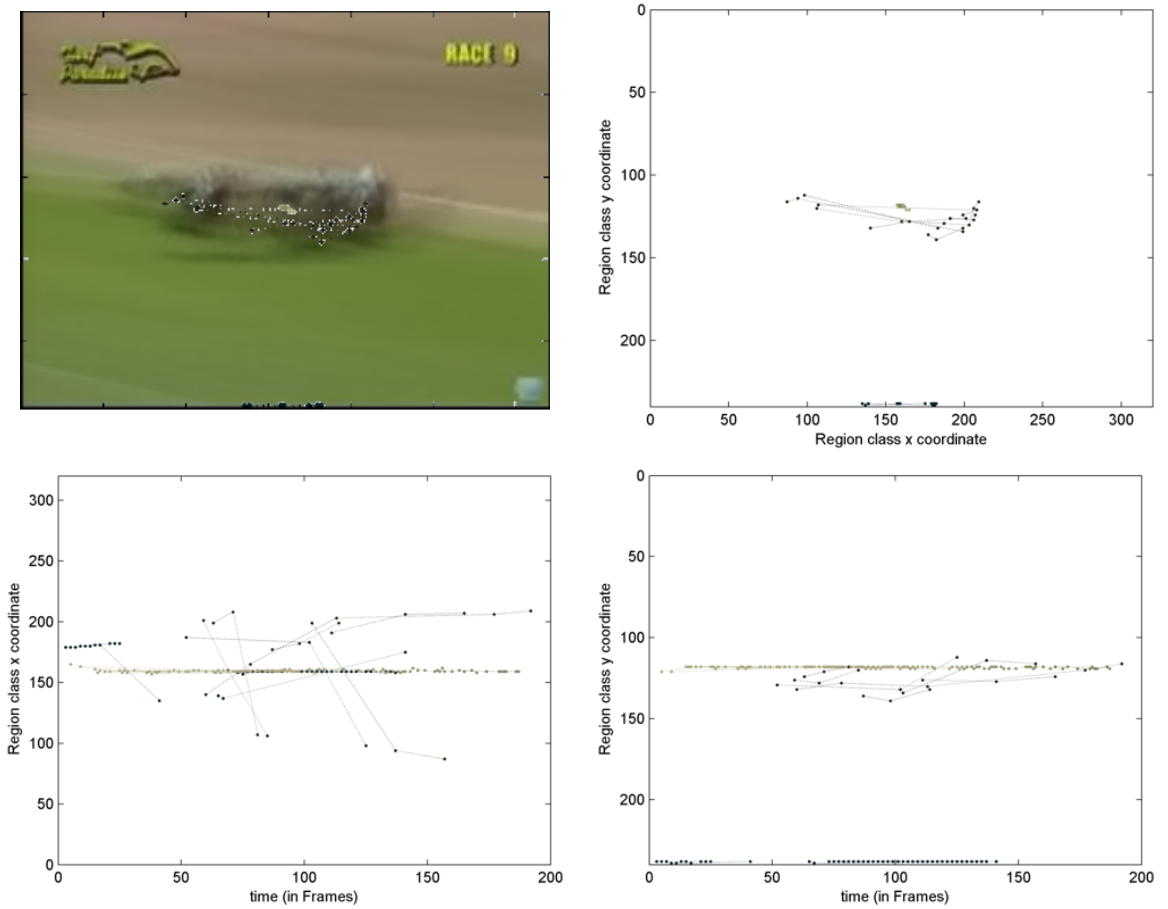 RACE 9
0
50
100
150
200
Region class y coordinate
0 50 100 150 200 250 300
Region class x coordinate
300
250
200
150
100
50
0
Region class x coordinate
0 50 100 150 200
time (in Frames)
0
50
100
150
200
Region class y coordinate
0 50 100 150 200
time (in Frames)